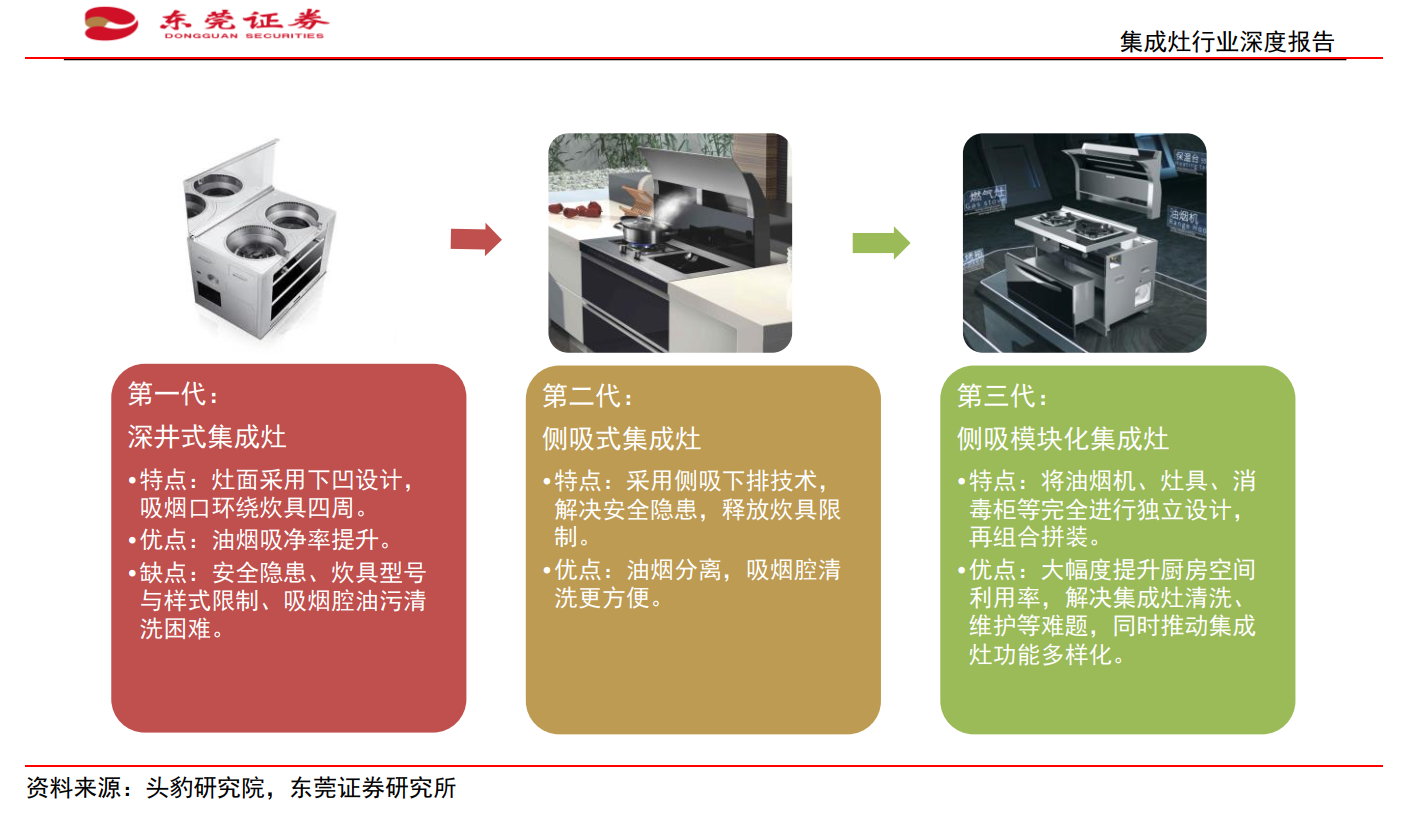 东莞证券
DONGGUAN SECURITIES
集成灶行业深度报告
保温台
燃气灶
Gas stove
油烟机
Range Hood
第一代：
深井式集成灶
•特点：灶面采用下凹设计，
吸烟口环绕炊具四周。
•优点：油烟吸净率提升。
•缺点：安全隐患、炊具型号
与样式限制、吸烟腔油污清
洗困难。
第二代：
侧吸式集成灶
•特点：采用侧吸下排技术，
解决安全隐患，释放炊具限
制。
•优点：油烟分离，吸烟腔清
洗更方便。
第三代：
侧吸模块化集成灶
•特点：将油烟机、灶具、消
毒柜等完全进行独立设计，
再组合拼装。
•优点：大幅度提升厨房空间
利用率，解决集成灶清洗、
维护等难题，同时推动集成
灶功能多样化。
资料来源：头豹研究院，东莞证券研究所